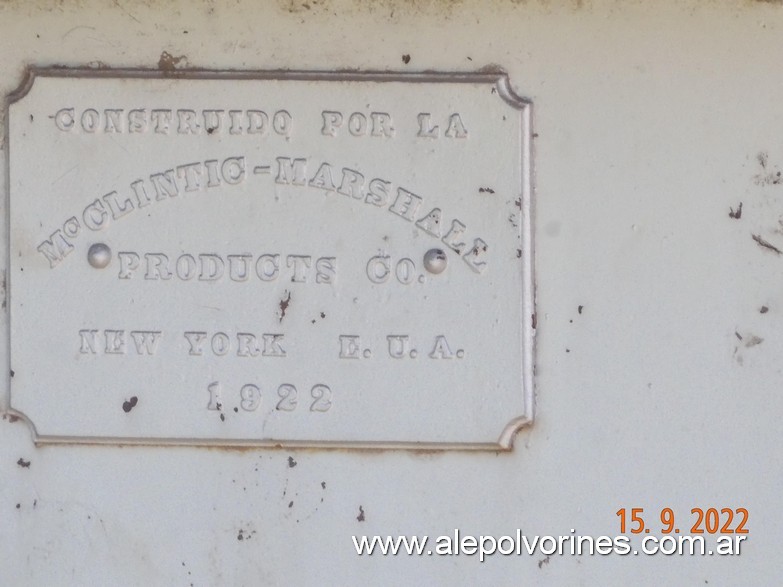 CONSTRUIDO POR LA
McCLINTIC-MARSHALL
PRODUCTS CO.
NEW YORK E. U. A.
1922
15. 9. 2022
www.alepolvorines.com.ar